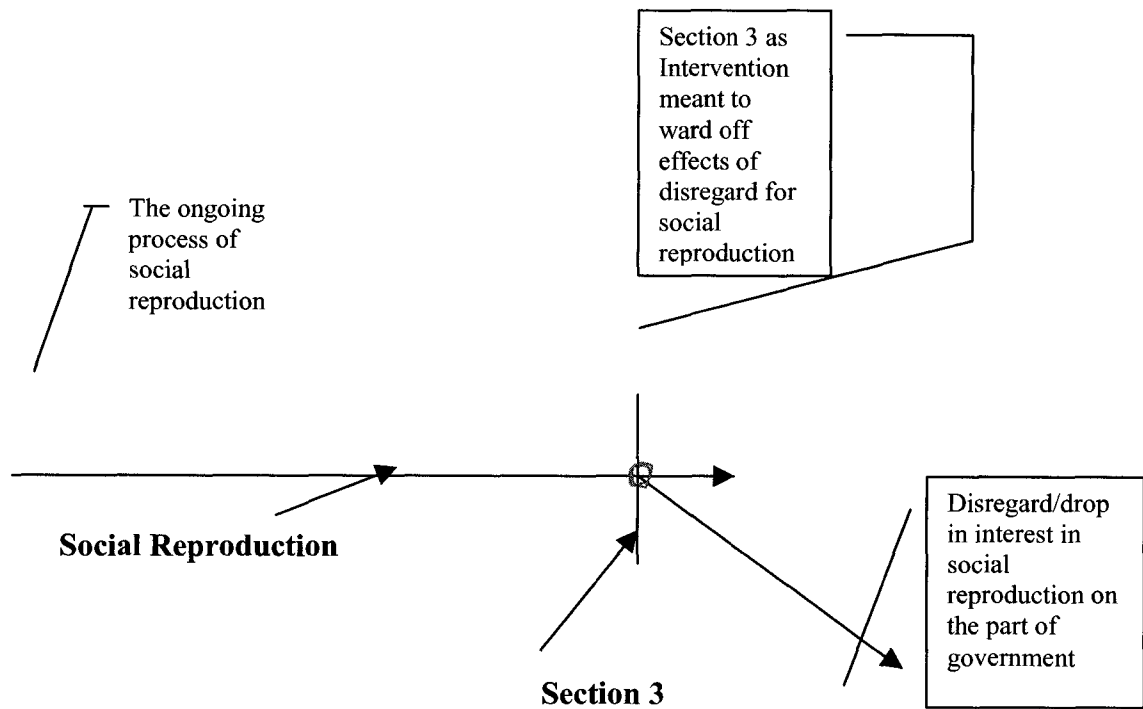 Section 3 as
Intervention
meant to
ward off
effects of
disregard for
social
reproduction
The ongoing
process of
social
reproduction
Social Reproduction
Disregard/drop
in interest in
social
reproduction on
the part of
government
Section 3